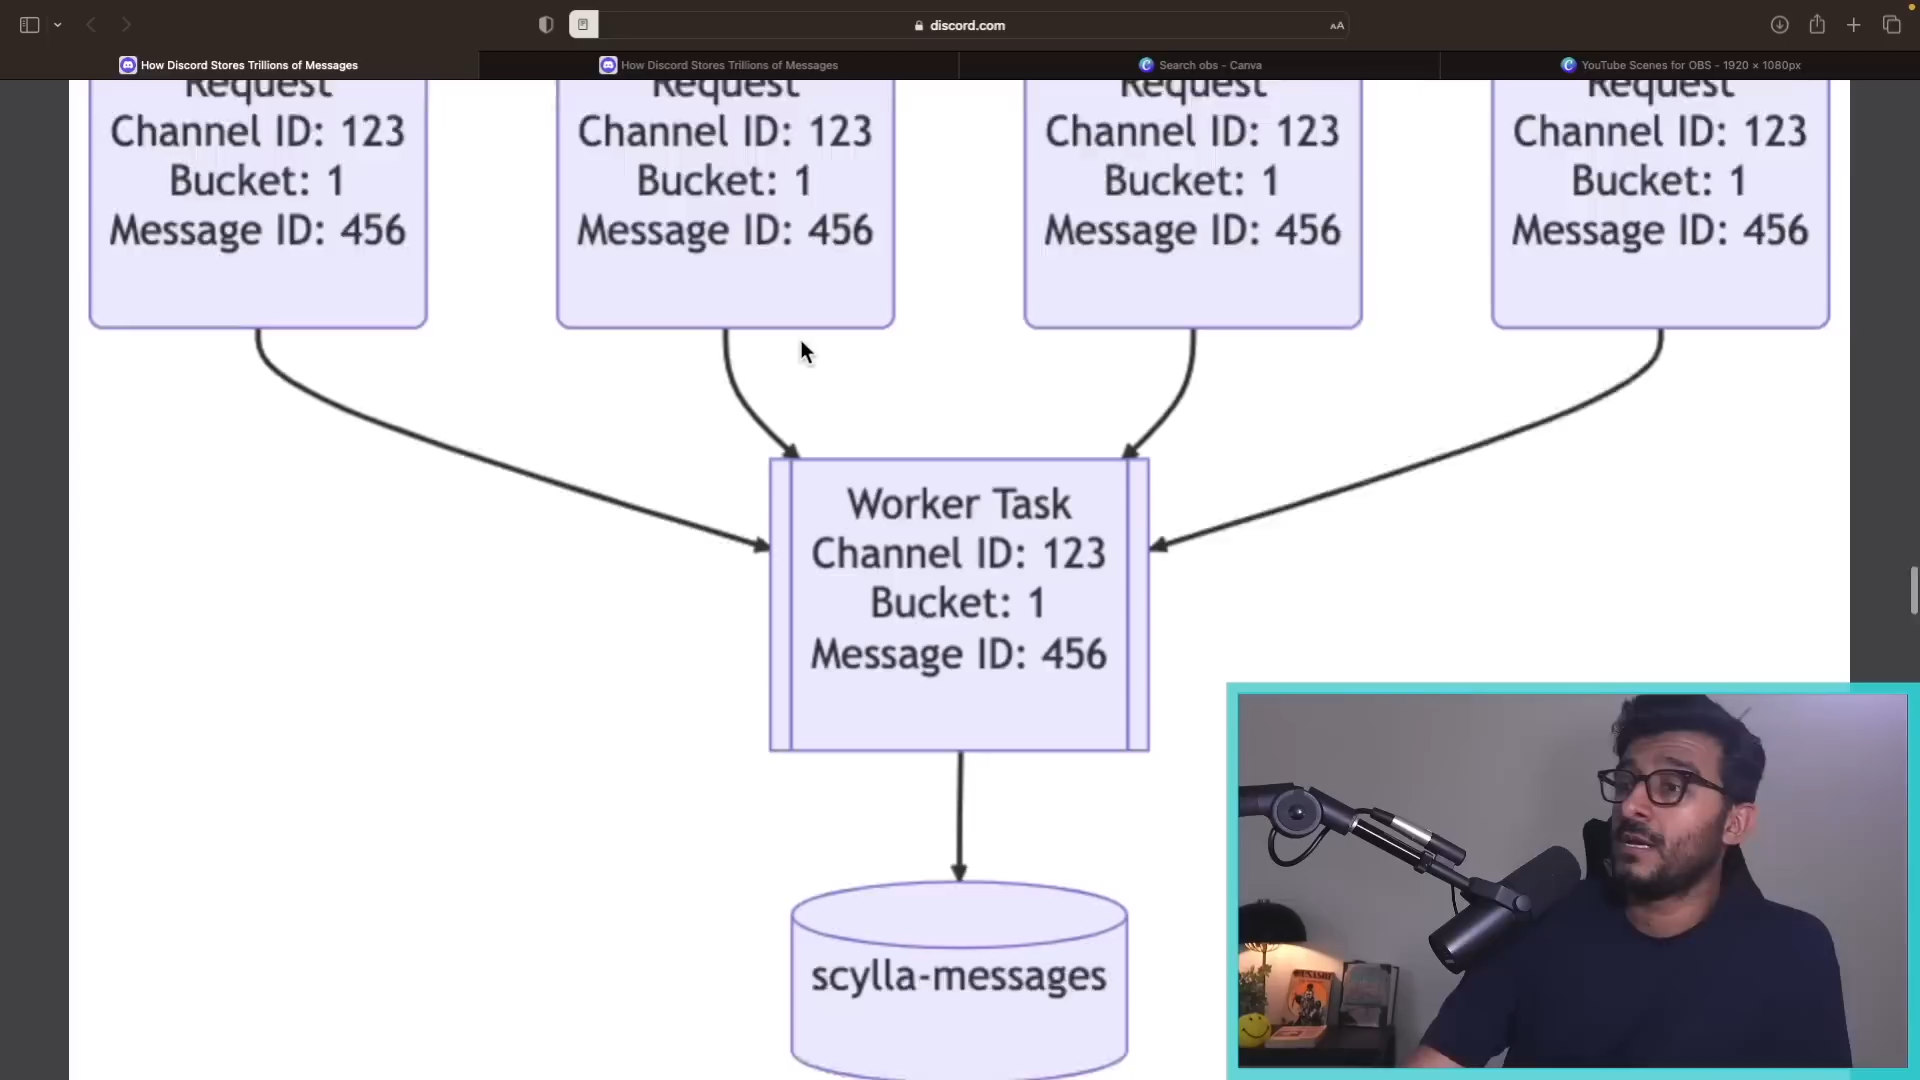 discord.com
How Discord Stores Trillions of Messages
How Discord Stores Trillions of Messages
Search obs – Canva
YouTube Scenes for OBS – 1920 × 1080px
Request
Channel ID: 123
Bucket: 1
Message ID: 456
Request
Channel ID: 123
Bucket: 1
Message ID: 456
Request
Channel ID: 123
Bucket: 1
Message ID: 456
Request
Channel ID: 123
Bucket: 1
Message ID: 456
Worker Task
Channel ID: 123
Bucket: 1
Message ID: 456
scylla-messages